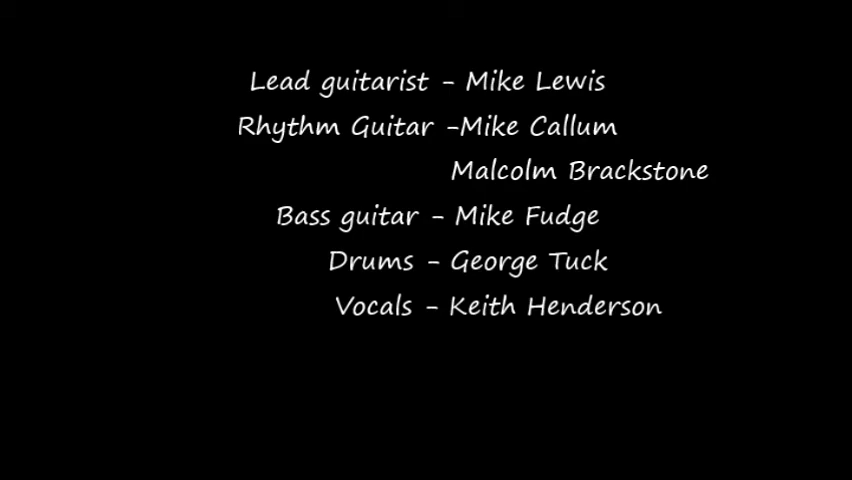 Lead guitarist - Mike Lewis
Rhythm Guitar -Mike Callum
Malcolm Brackstone
Bass guitar - Mike Fudge
Drums - George Tuck
Vocals - Keith Henderson